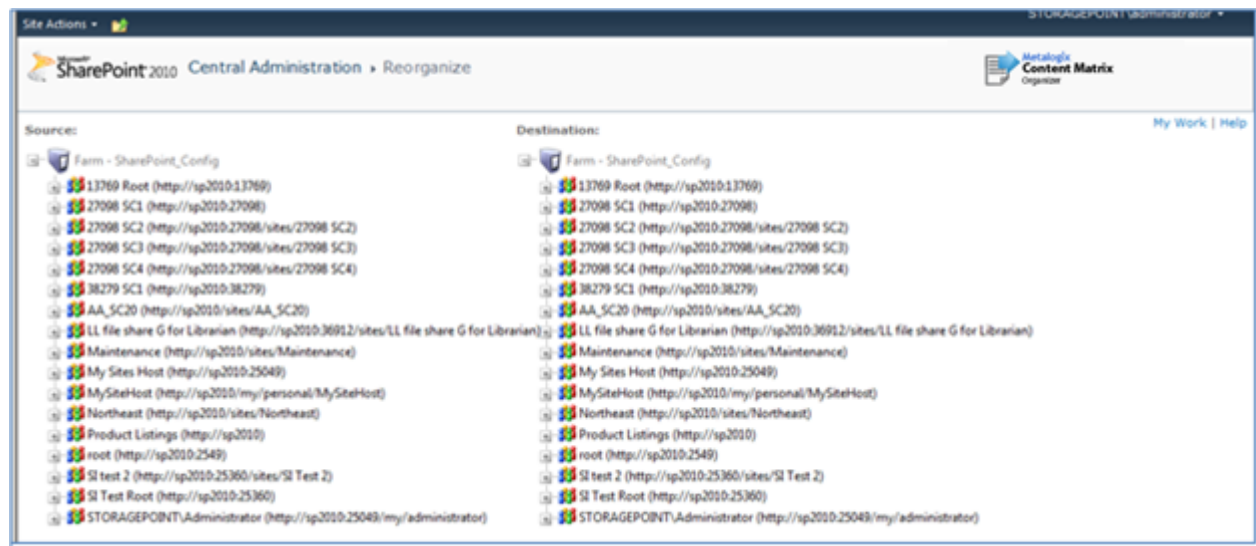 STORAGEPOINT\administrator
Site Actions
Microsoft
SharePoint 2010 Central Administration › Reorganize
Metalogix
Content Matrix
Organizer
My Work | Help
Source:
Farm - SharePoint_Config
13769 Root (http://sp2010:13769)
27098 SC1 (http://sp2010:27098)
27098 SC2 (http://sp2010:27098/sites/27098 SC2)
27098 SC3 (http://sp2010:27098/sites/27098 SC3)
27098 SC4 (http://sp2010:27098/sites/27098 SC4)
38279 SC1 (http://sp2010:38279)
AA_SC20 (http://sp2010/sites/AA_SC20)
LL file share G for Librarian (http://sp2010:36912/sites/LL file share G for Librarian)
Maintenance (http://sp2010/sites/Maintenance)
My Sites Host (http://sp2010:25049)
MySiteHost (http://sp2010/my/personal/MySiteHost)
Northeast (http://sp2010/sites/Northeast)
Product Listings (http://sp2010)
root (http://sp2010:2549)
SI test 2 (http://sp2010:25360/sites/SI Test 2)
SI Test Root (http://sp2010:25360)
STORAGEPOINT\Administrator (http://sp2010:25049/my/administrator)
Destination:
Farm - SharePoint_Config
13769 Root (http://sp2010:13769)
27098 SC1 (http://sp2010:27098)
27098 SC2 (http://sp2010:27098/sites/27098 SC2)
27098 SC3 (http://sp2010:27098/sites/27098 SC3)
27098 SC4 (http://sp2010:27098/sites/27098 SC4)
38279 SC1 (http://sp2010:38279)
AA_SC20 (http://sp2010/sites/AA_SC20)
LL file share G for Librarian (http://sp2010:36912/sites/LL file share G for Librarian)
Maintenance (http://sp2010/sites/Maintenance)
My Sites Host (http://sp2010:25049)
MySiteHost (http://sp2010/my/personal/MySiteHost)
Northeast (http://sp2010/sites/Northeast)
Product Listings (http://sp2010)
root (http://sp2010:2549)
SI test 2 (http://sp2010:25360/sites/SI Test 2)
SI Test Root (http://sp2010:25360)
STORAGEPOINT\Administrator (http://sp2010:25049/my/administrator)